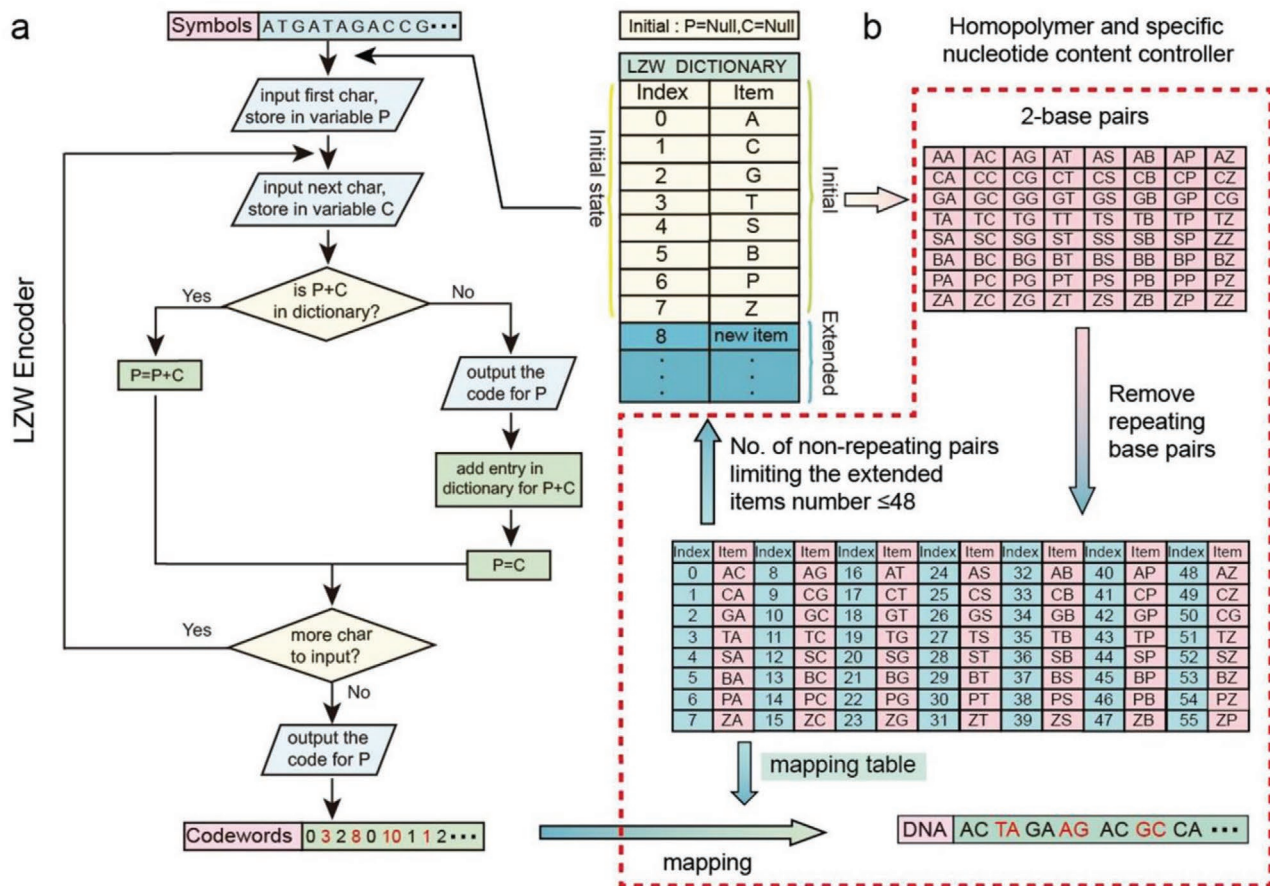 a
Symbols ATGATAGACCG···
input first char,
store in variable P
input next char,
store in variable C
is P+C
in dictionary?
Yes
No
P=P+C
output the
code for P
add entry in
dictionary for P+C
P=C
more char
to input?
Yes
No
output the
code for P
Codewords 0 3 2 8 0 10 1 1 2···
LZW Encoder
Initial : P=Null,C=Null
LZW DICTIONARY
Index Item
0 A
1 C
2 G
3 T
4 S
5 B
6 P
7 Z
8 new item
Initial state
Initial
Extended
b
Homopolymer and specific
nucleotide content controller
2-base pairs
AA AC AG AT AS AB AP AZ
CA CC CG CT CS CB CP CZ
GA GC GG GT GS GB GP CG
TA TC TG TT TS TB TP TZ
SA SC SG ST SS SB SP ZZ
BA BC BG BT BS BB BP BZ
PA PC PG PT PS PB PP PZ
ZA ZC ZG ZT ZS ZB ZP ZZ
Remove
repeating
base pairs
No. of non-repeating pairs
limiting the extended
items number ≤48
Index Item Index Item Index Item Index Item Index Item Index Item Index Item
0 AC 8 AG 16 AT 24 AS 32 AB 40 AP 48 AZ
1 CA 9 CG 17 CT 25 CS 33 CB 41 CP 49 CZ
2 GA 10 GC 18 GT 26 GS 34 GB 42 GP 50 CG
3 TA 11 TC 19 TG 27 TS 35 TB 43 TP 51 TZ
4 SA 12 SC 20 SG 28 ST 36 SB 44 SP 52 SZ
5 BA 13 BC 21 BG 29 BT 37 BS 45 BP 53 BZ
6 PA 14 PC 22 PG 30 PT 38 PS 46 PB 54 PZ
7 ZA 15 ZC 23 ZG 31 ZT 39 ZS 47 ZB 55 ZP
mapping table
mapping
DNA AC TA GA AG AC GC CA ···